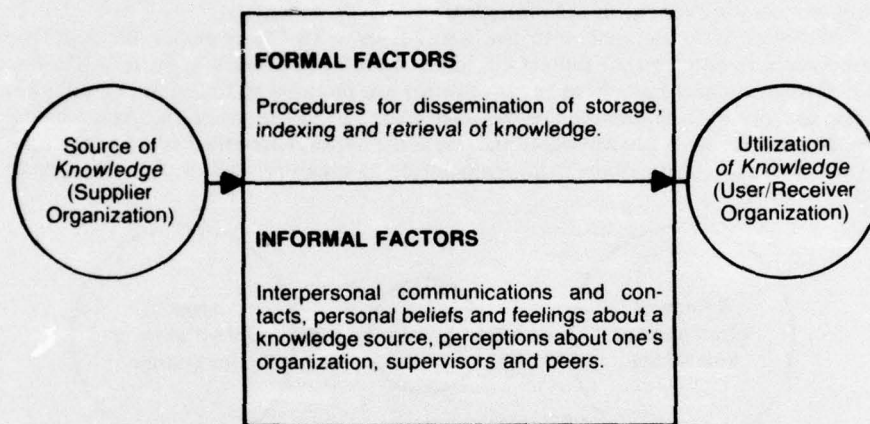 Source of
Knowledge
(Supplier
Organization)
FORMAL FACTORS
Procedures for dissemination of storage,
indexing and retrieval of knowledge.
INFORMAL FACTORS
Interpersonal communications and con-
tacts, personal beliefs and feelings about a
knowledge source, perceptions about one's
organization, supervisors and peers.
Utilization
of Knowledge
(User/Receiver
Organization)